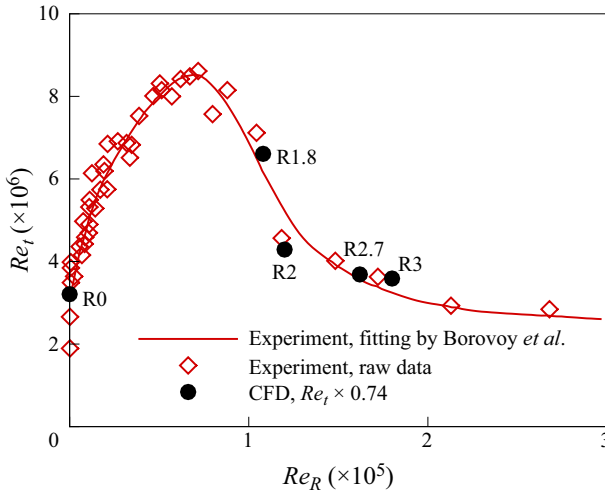 10
8
6
4
2
0
Re_t (×10^6)
R1.8
R2
R2.7
R3
R0
Experiment, fitting by Borovoy et al.
Experiment, raw data
CFD, Re_t × 0.74
0 1 2 3
Re_R (×10^5)